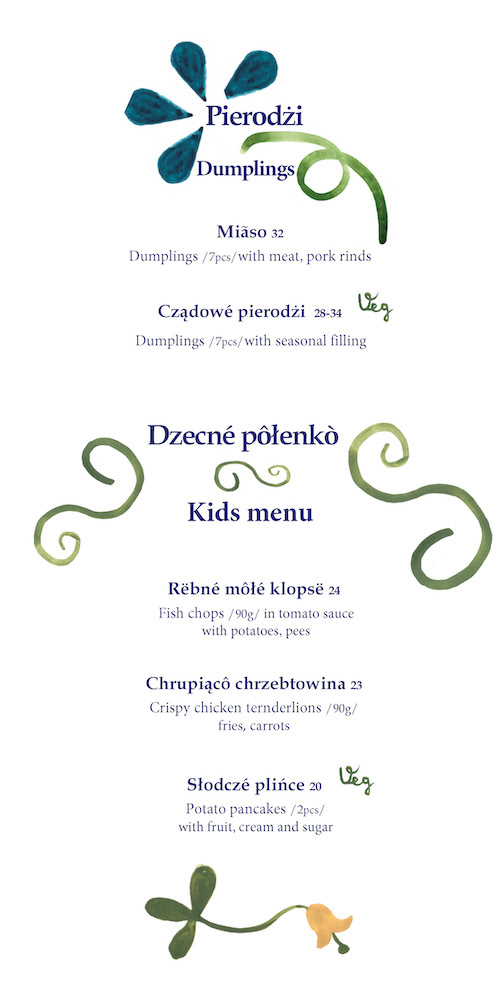 Pierodżi
Dumplings
Miãso 32
Dumplings /7pcs/with meat, pork rinds
Cządowé pierodżi 28-34 Veg
Dumplings /7pcs/with seasonal filling
Dzecné pôłenkò
Kids menu
Rëbné môłé klopsë 24
Fish chops /90g/ in tomato sauce
with potatoes, pees
Chrupiącô chrzebtowina 23
Crispy chicken ternderlions /90g/
fries, carrots
Słodczé plińce 20 Veg
Potato pancakes /2pcs/
with fruit, cream and sugar